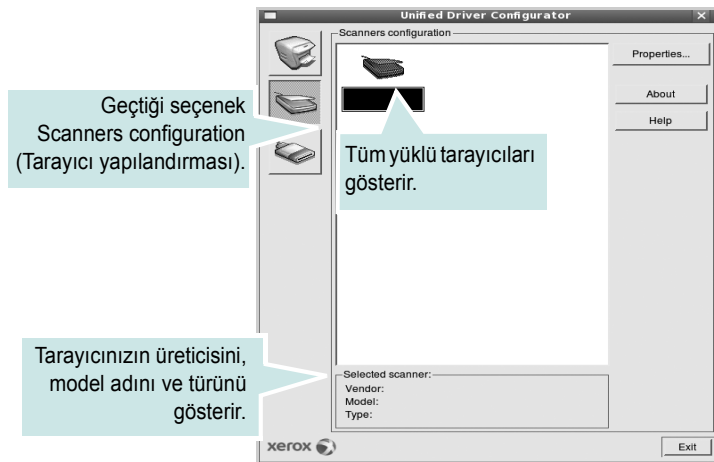 Unified Driver Configurator
Scanners configuration
Properties...
About
Help
Geçtiği seçenek
Scanners configuration
(Tarayıcı yapılandırması).
Tüm yüklü tarayıcıları
gösterir.
Tarayıcınızın üreticisini,
model adını ve türünü
gösterir.
Selected scanner:
Vendor:
Model:
Type:
xerox
Exit